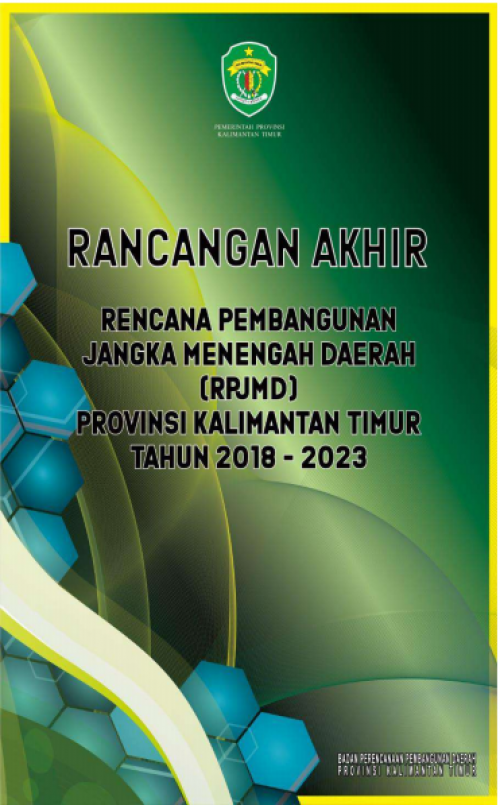 PEMERINTAH PROVINSI
KALIMANTAN TIMUR
RANCANGAN AKHIR
RENCANA PEMBANGUNAN
JANGKA MENENGAH DAERAH
(RPJMD)
PROVINSI KALIMANTAN TIMUR
TAHUN 2018 - 2023
BADAN PERENCANAAN PEMBANGUNAN DAERAH
PROVINSI KALIMANTAN TIMUR